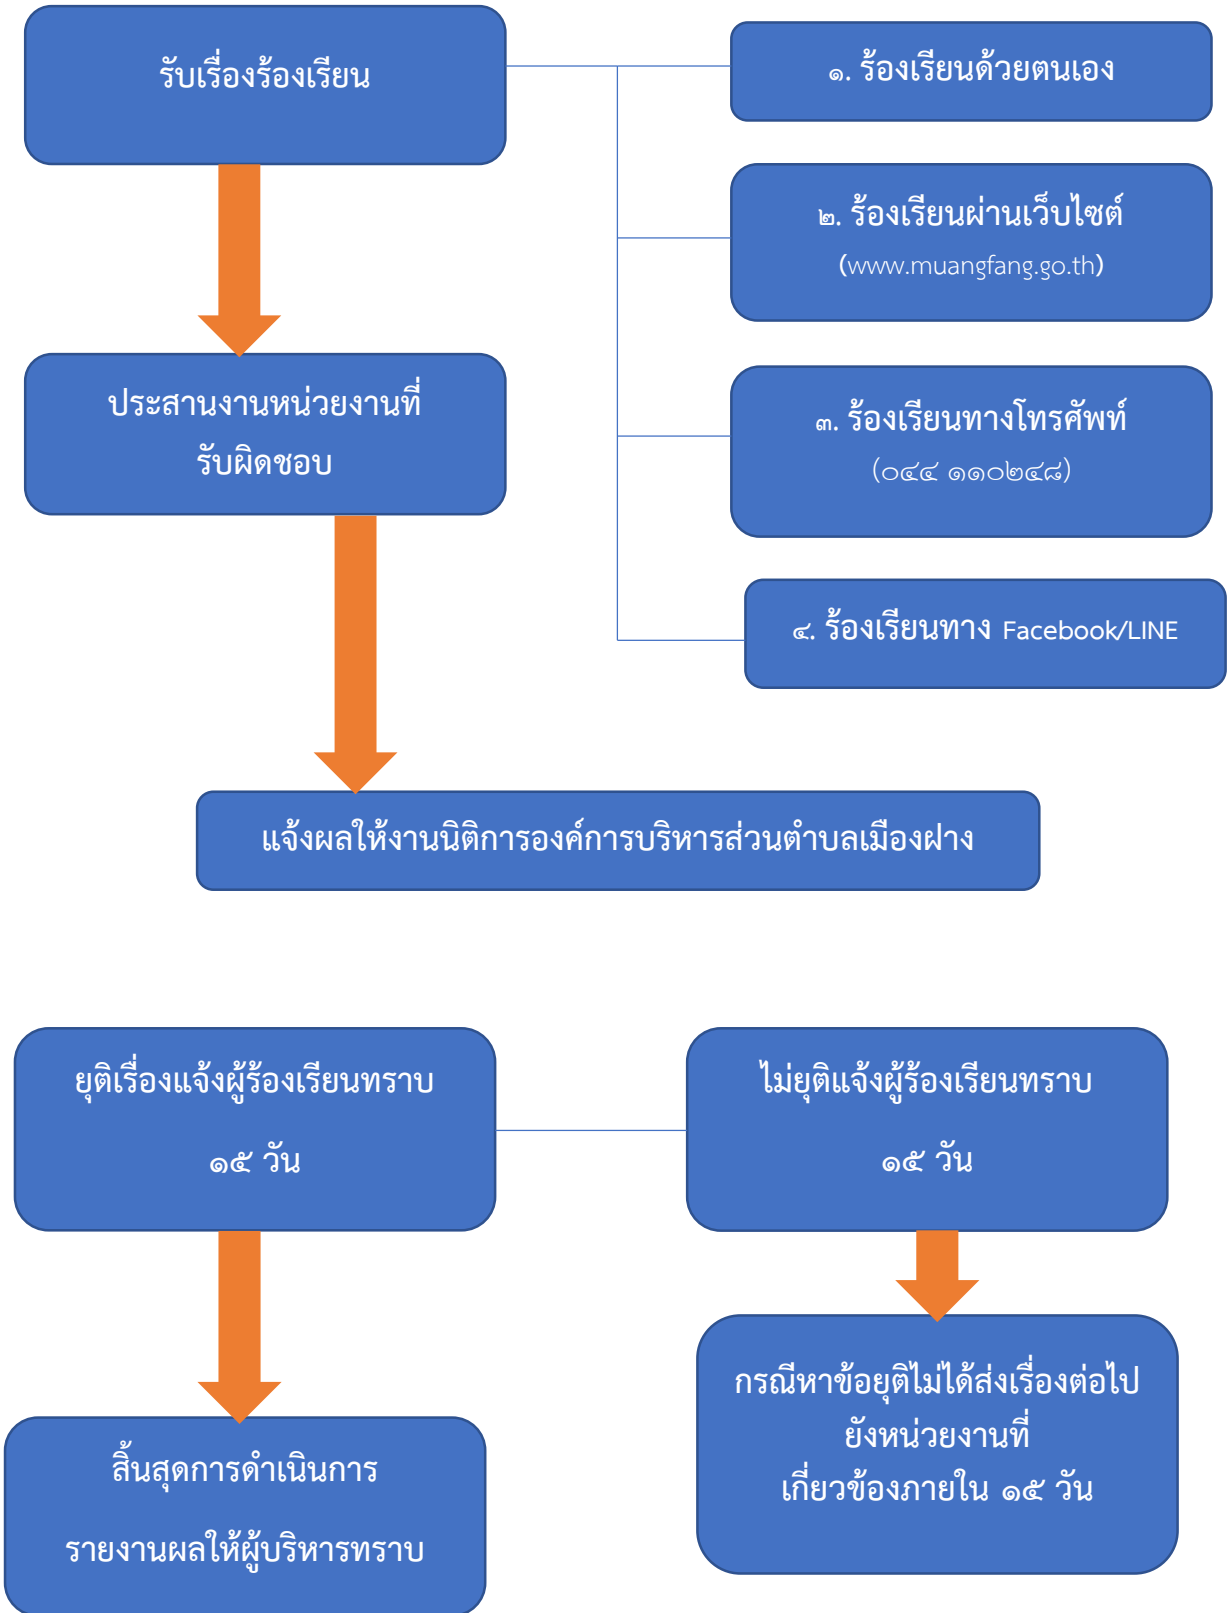 รับเรื่องร้องเรียน
๑. ร้องเรียนด้วยตนเอง
๒. ร้องเรียนผ่านเว็บไซต์
(www.muangfang.go.th)
ประสานงานหน่วยงานที่
รับผิดชอบ
๓. ร้องเรียนทางโทรศัพท์
(๐๔๔ ๑๑๐๒๔๘)
๔. ร้องเรียนทาง Facebook/LINE
แจ้งผลให้งานนิติการองค์การบริหารส่วนตำบลเมืองฝาง
ยุติเรื่องแจ้งผู้ร้องเรียนทราบ
๑๕ วัน
ไม่ยุติแจ้งผู้ร้องเรียนทราบ
๑๕ วัน
กรณีหาข้อยุติไม่ได้ส่งเรื่องต่อไป
ยังหน่วยงานที่
เกี่ยวข้องภายใน ๑๕ วัน
สิ้นสุดการดำเนินการ
รายงานผลให้ผู้บริหารทราบ